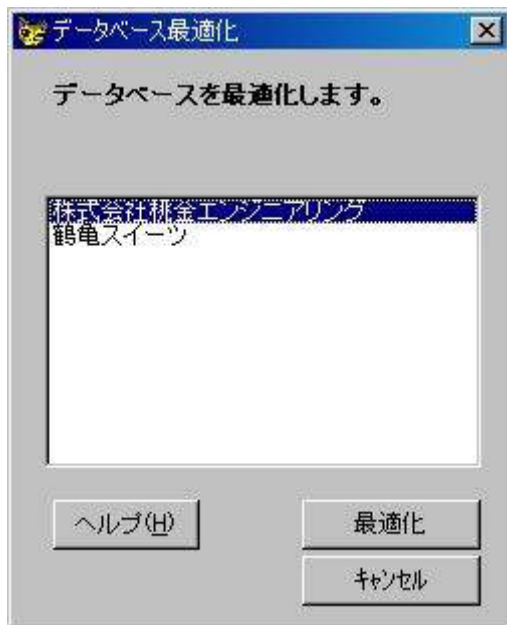 データベース最適化
データベースを最適化します。
株式会社桃金エンジニアリング
鶴亀スイーツ
ヘルプ(H)
最適化
ｷｬﾝｾﾙ